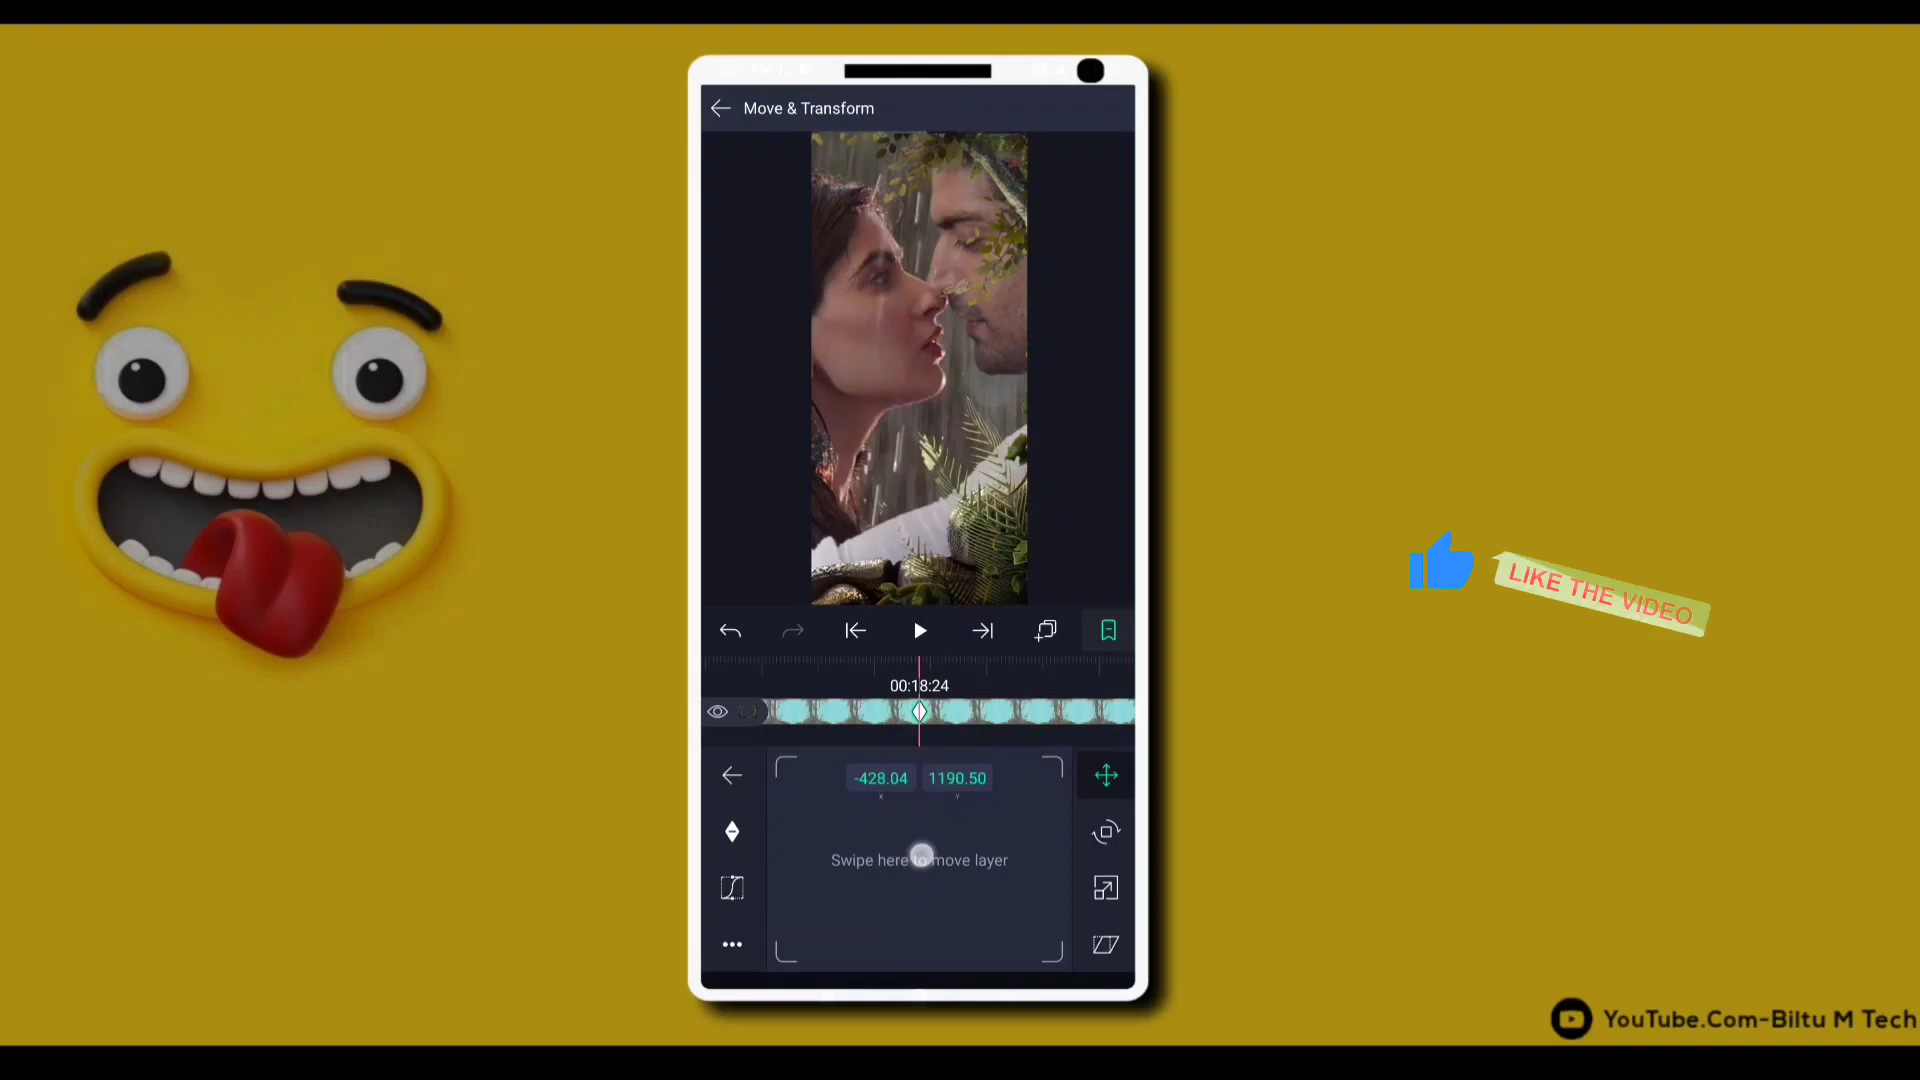 Move & Transform
00:18:24
-428.04 1190.50
X Y
Swipe here to move layer
LIKE THE VIDEO
YouTube.Com-Biltu M Tech